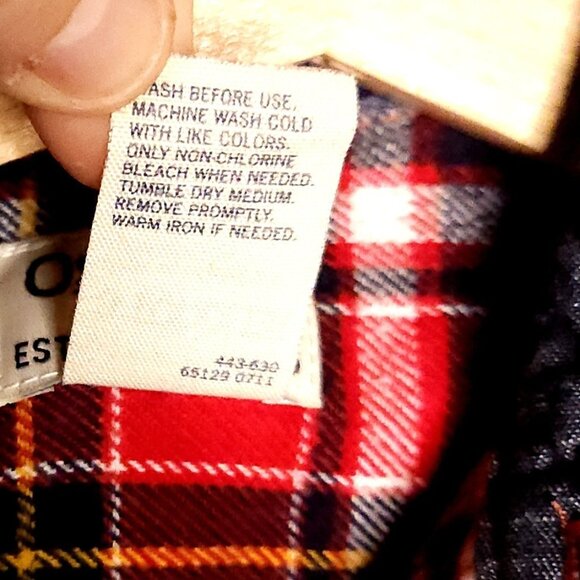 WASH BEFORE USE,
MACHINE WASH COLD
WITH LIKE COLORS.
ONLY NON-CHLORINE
BLEACH WHEN NEEDED.
TUMBLE DRY MEDIUM.
REMOVE PROMPTLY.
WARM IRON IF NEEDED.
EST
443-630
65129 0711